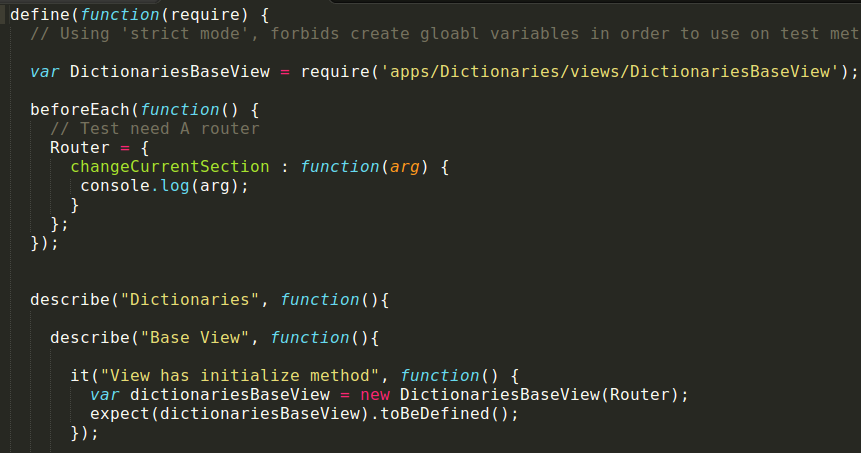 define(function(require) {
// Using 'strict mode', forbids create gloabl variables in order to use on test met
var DictionariesBaseView = require('apps/Dictionaries/views/DictionariesBaseView');
beforeEach(function() {
// Test need A router
Router = {
changeCurrentSection : function(arg) {
console.log(arg);
}
};
});
describe("Dictionaries", function(){
describe("Base View", function(){
it("View has initialize method", function() {
var dictionariesBaseView = new DictionariesBaseView(Router);
expect(dictionariesBaseView).toBeDefined();
});